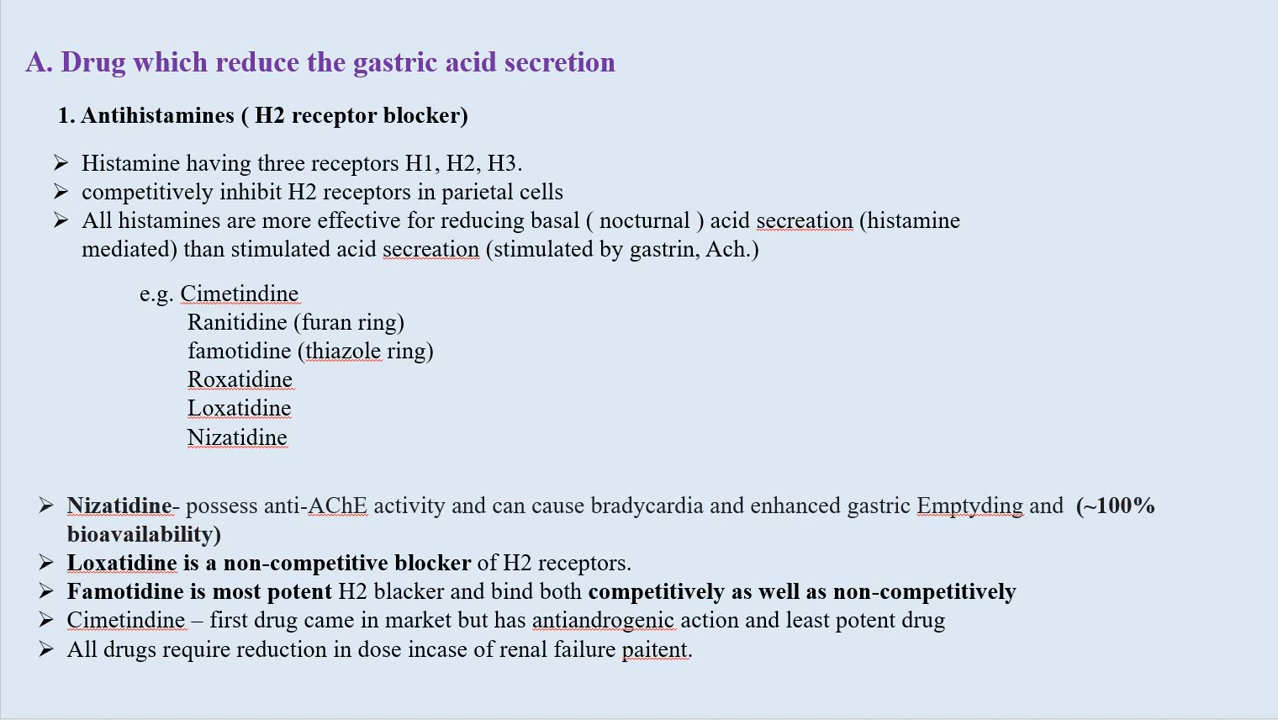 A. Drug which reduce the gastric acid secretion
1. Antihistamines ( H2 receptor blocker)
➢ Histamine having three receptors H1, H2, H3.
➢ competitively inhibit H2 receptors in parietal cells
➢ All histamines are more effective for reducing basal ( nocturnal ) acid secreation (histamine
mediated) than stimulated acid secreation (stimulated by gastrin, Ach.)
e.g. Cimetindine
Ranitidine (furan ring)
famotidine (thiazole ring)
Roxatidine
Loxatidine
Nizatidine
➢ Nizatidine- possess anti-AChE activity and can cause bradycardia and enhanced gastric Emptyding and (~100%
bioavailability)
➢ Loxatidine is a non-competitive blocker of H2 receptors.
➢ Famotidine is most potent H2 blacker and bind both competitively as well as non-competitively
➢ Cimetindine – first drug came in market but has antiandrogenic action and least potent drug
➢ All drugs require reduction in dose incase of renal failure paitent.